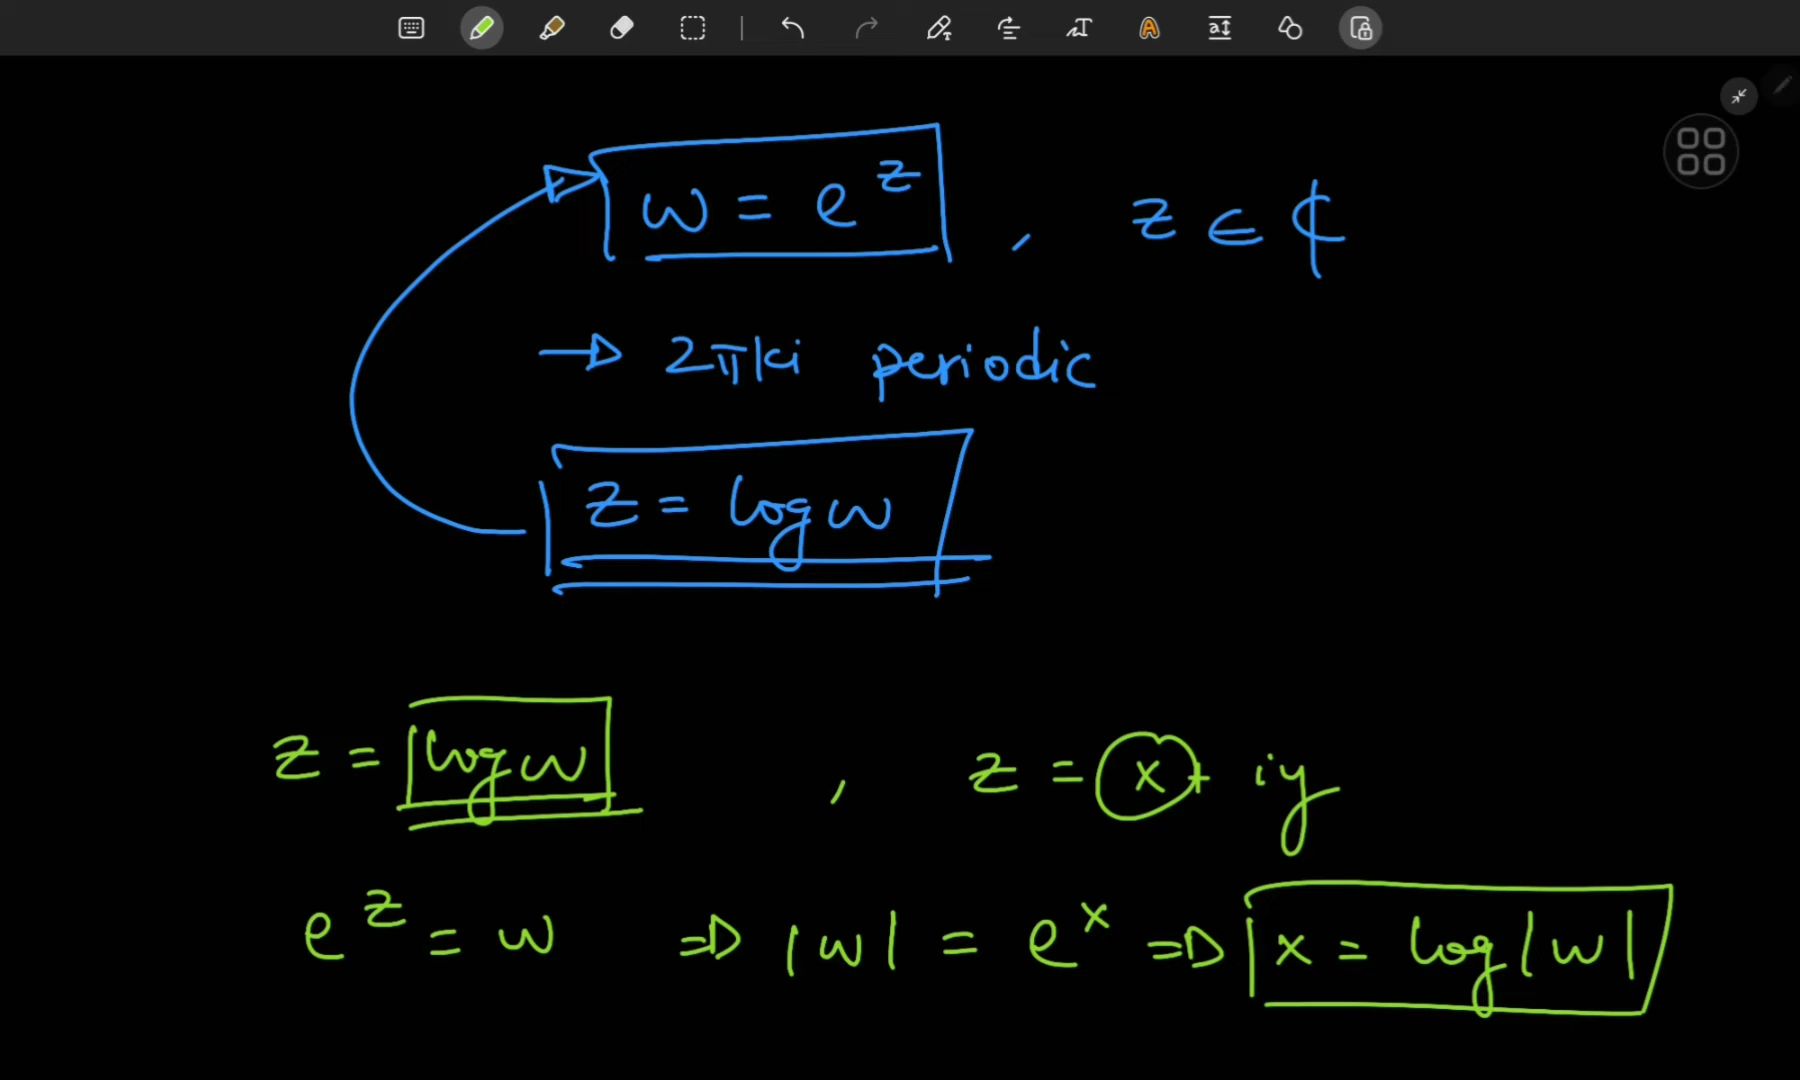 w = e^z , z ∈ ℂ
→ 2πki periodic
z = log w
z = log w , z = x + iy
e^z = w ⇒ |w| = e^x ⇒ x = log|w|